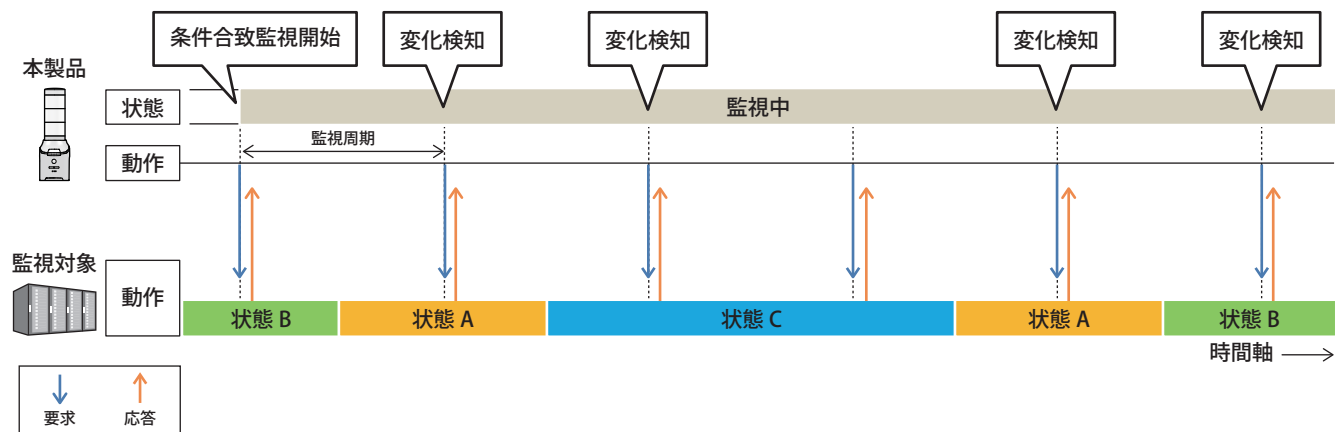 条件合致監視開始
変化検知
変化検知
変化検知
変化検知
本製品
状態
監視中
監視周期
動作
監視対象
動作
状態 B
状態 A
状態 C
状態 A
状態 B
時間軸
要求
応答